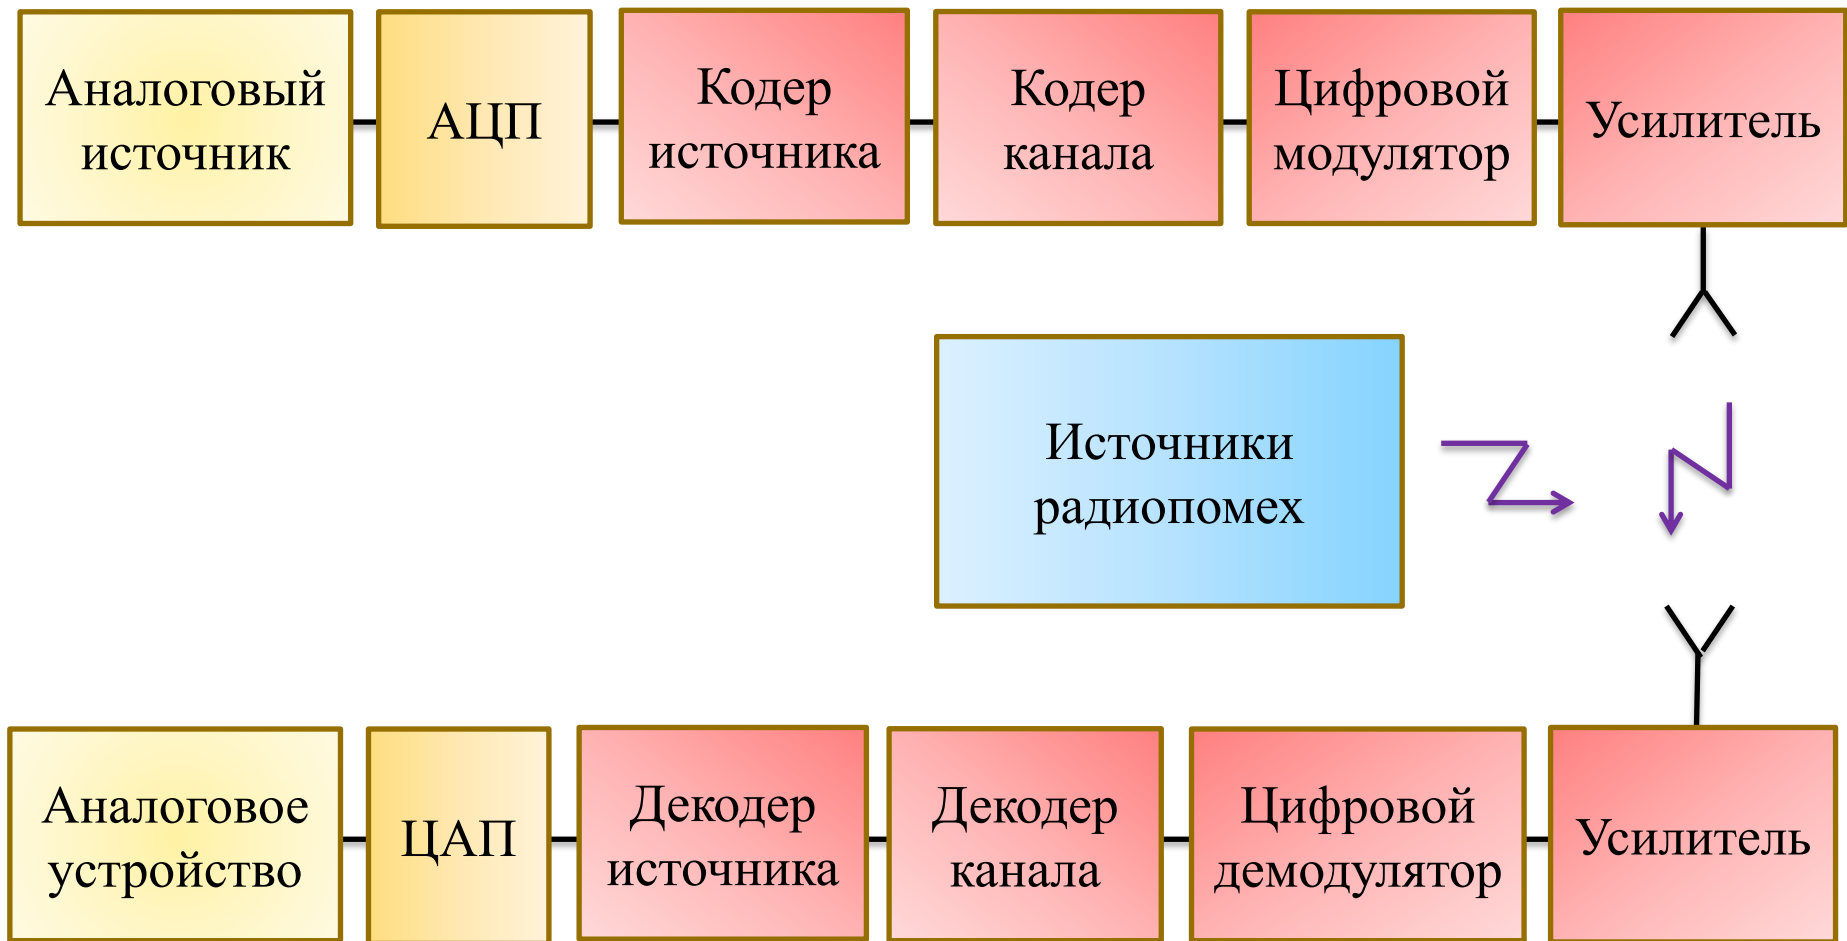 Аналоговый
источник
АЦП
Кодер
источника
Кодер
канала
Цифровой
модулятор
Усилитель
Источники
радиопомех
Аналоговое
устройство
ЦАП
Декодер
источника
Декодер
канала
Цифровой
демодулятор
Усилитель